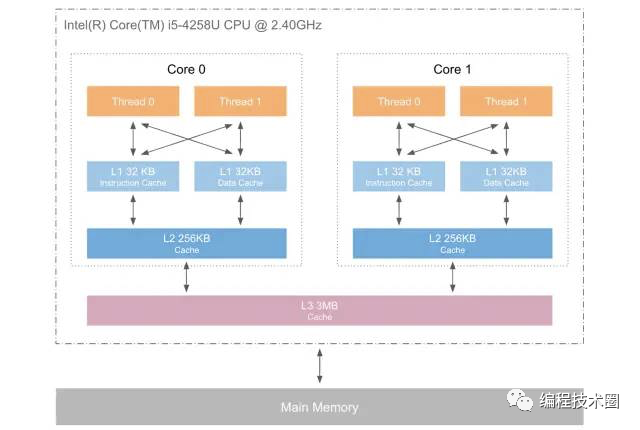 Intel(R) Core(TM) i5-4258U CPU @ 2.40GHz
Core 0
Core 1
Thread 0
Thread 1
Thread 0
Thread 1
L1 32 KB
Instruction Cache
L1 32KB
Data Cache
L1 32 KB
Instruction Cache
L1 32KB
Data Cache
L2 256KB
Cache
L2 256KB
Cache
L3 3MB
Cache
Main Memory
编程技术圈